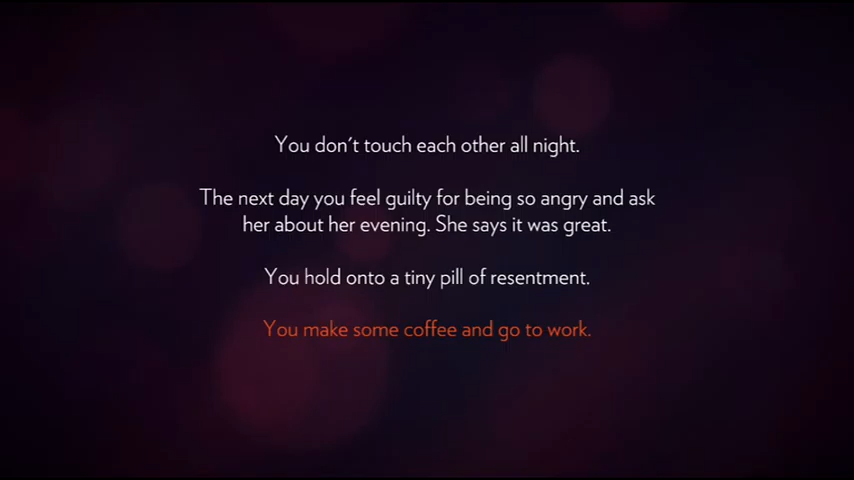 You don't touch each other all night.
The next day you feel guilty for being so angry and ask
her about her evening. She says it was great.
You hold onto a tiny pill of resentment.
You make some coffee and go to work.